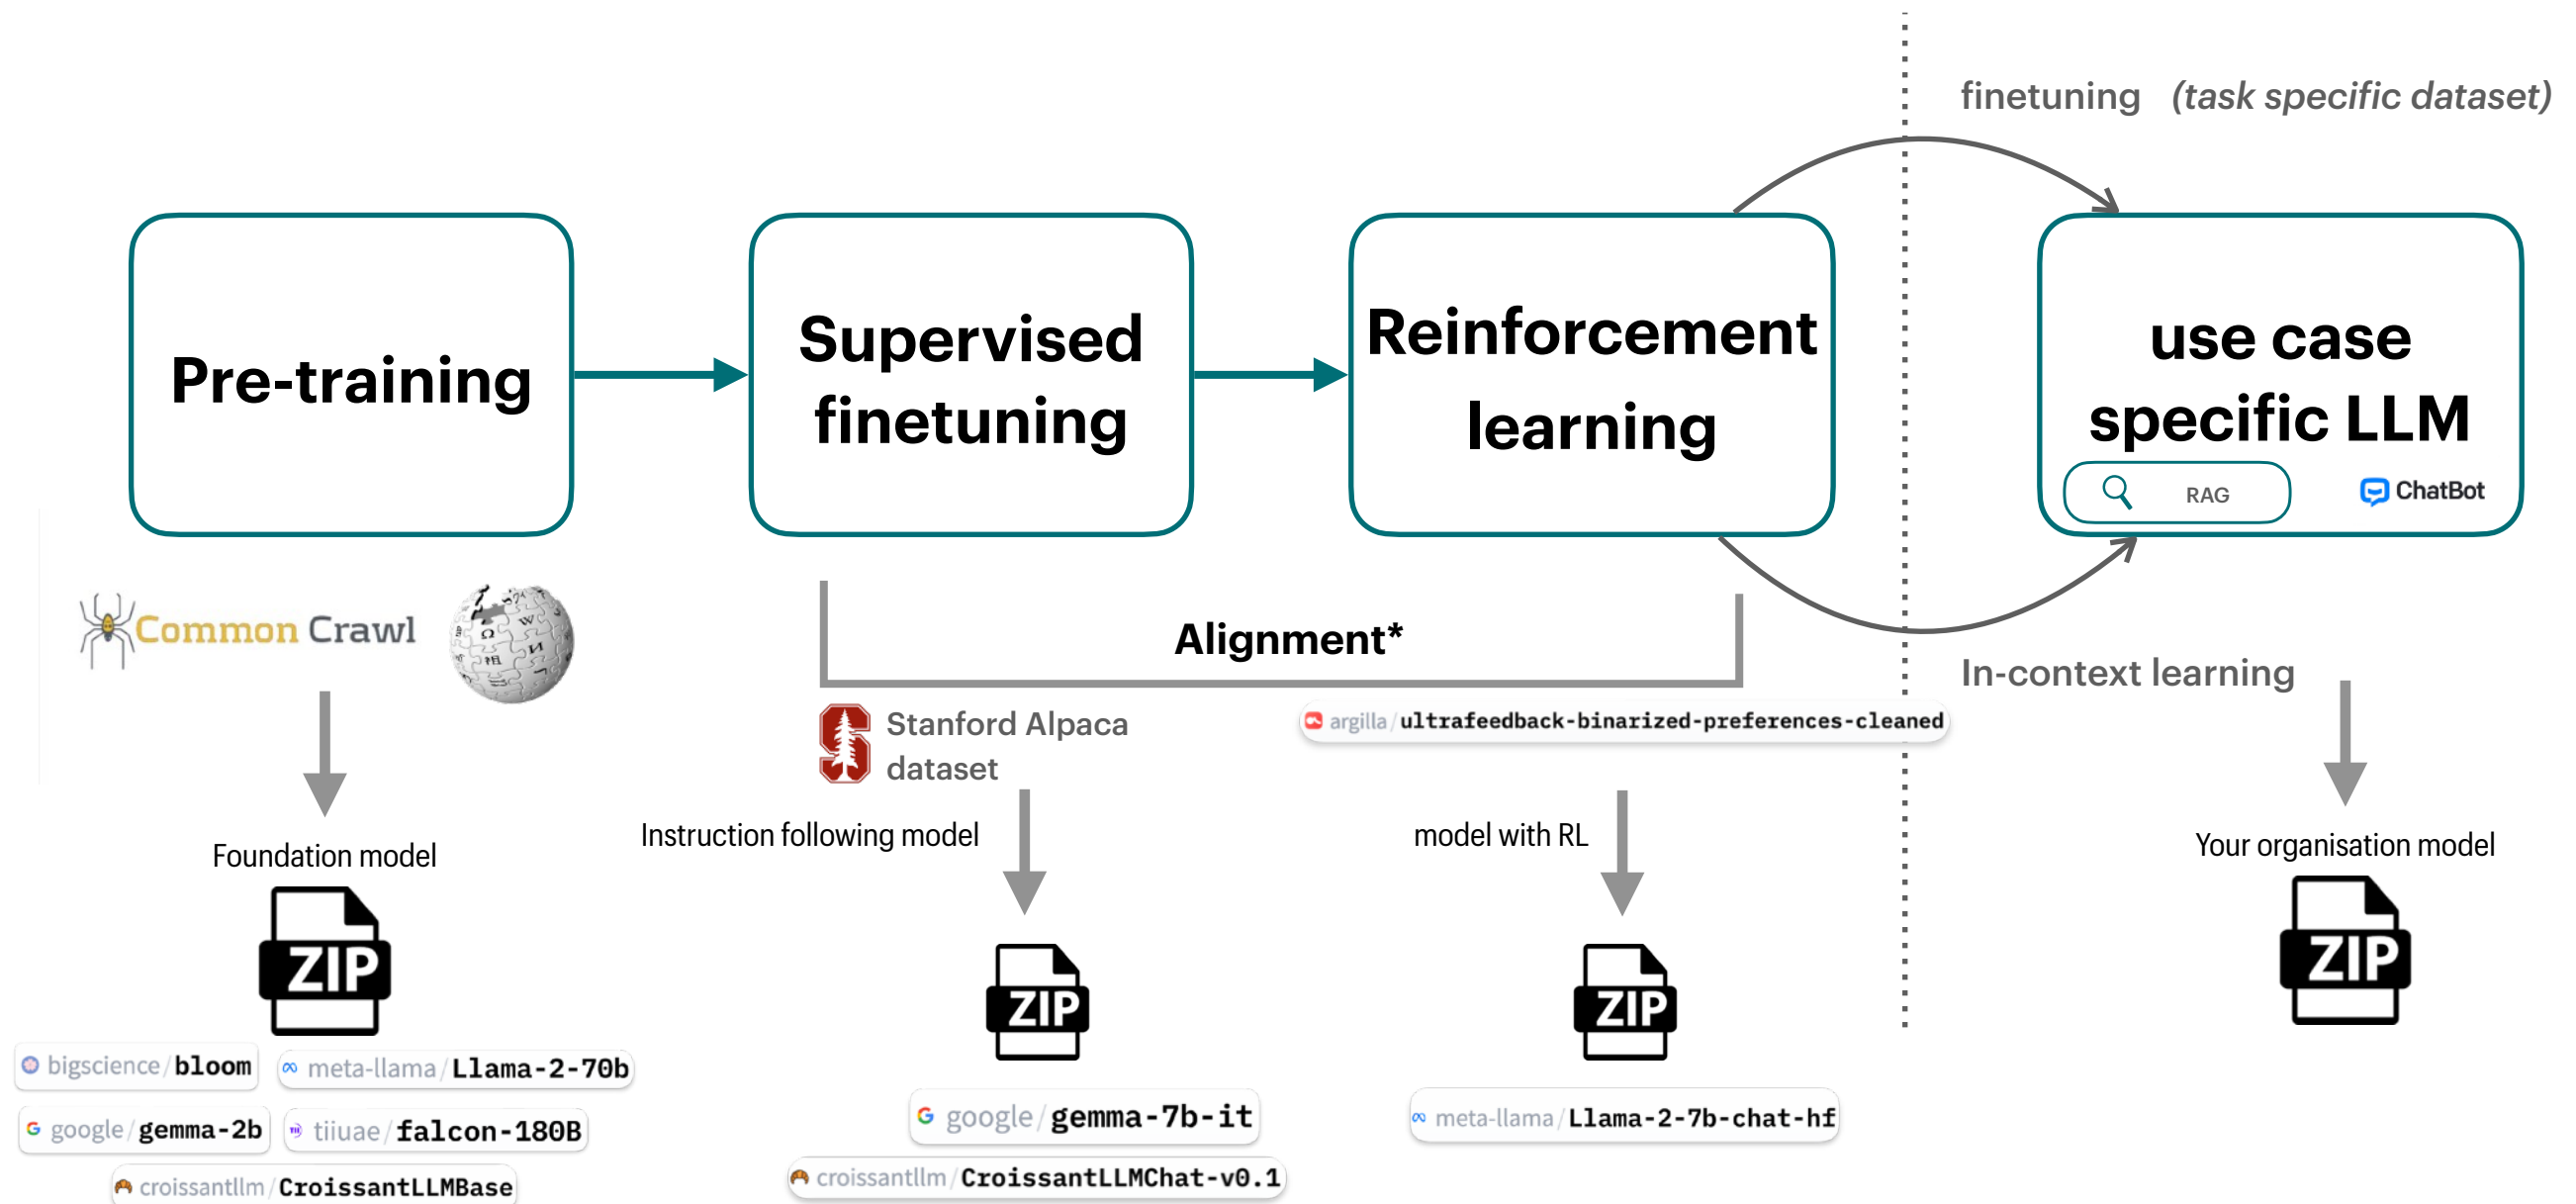 finetuning (task specific dataset)
Pre-training
Supervised
finetuning
Reinforcement
learning
use case
specific LLM
RAG
ChatBot
Common Crawl
Alignment*
In-context learning
Stanford Alpaca
dataset
argilla/ultrafeedback-binarized-preferences-cleaned
Foundation model
Instruction following model
model with RL
Your organisation model
ZIP
ZIP
ZIP
ZIP
bigscience/bloom
meta-llama/Llama-2-70b
google/gemma-2b
tiiuae/falcon-180B
croissantllm/CroissantLLMBase
google/gemma-7b-it
croissantllm/CroissantLLMChat-v0.1
meta-llama/Llama-2-7b-chat-hf